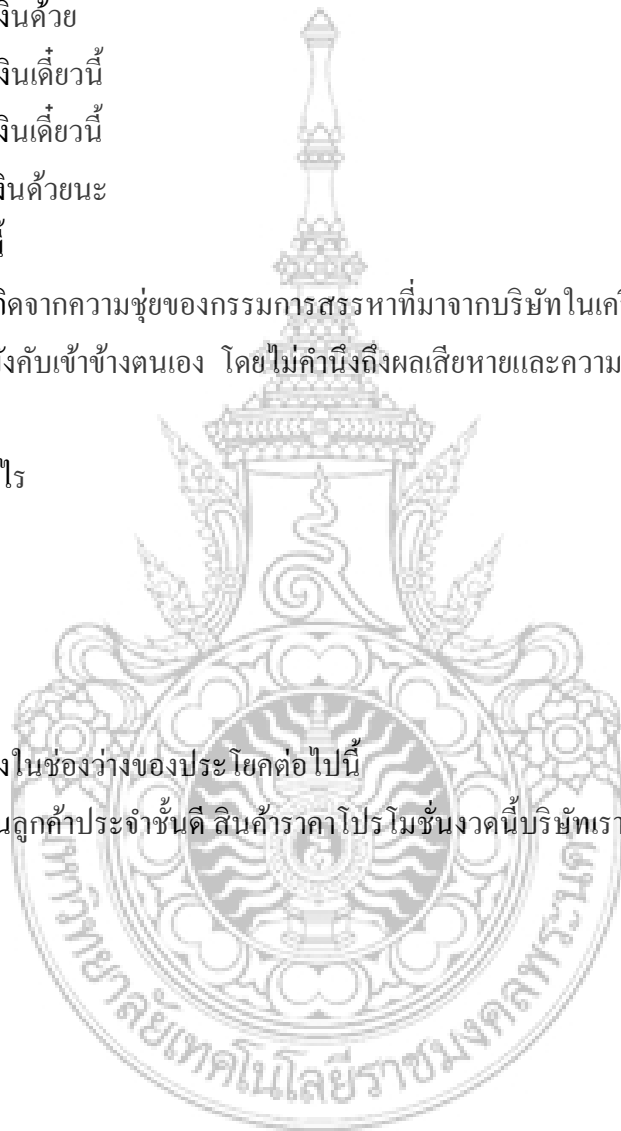 งินด้วย
งินเดี๋ยวนี้
งินเดี๋ยวนี้
งินด้วยนะ
นี้
กิดจากความชุ่ยของกรรมการสรรหาที่มาจากบริษัทในเครื
ังคับเข้าข้างตนเอง โดยไม่คำนึงถึงผลเสียหายและความ
ไร
งในช่องว่างของประโยคต่อไปนี้
นลูกค้าประจำชั้นดี สินค้าราคาโปรโมชั่นงวดนี้บริษัทเรา
มหาวิทยาลัยเทคโนโลยีราชมงคลพระนคร